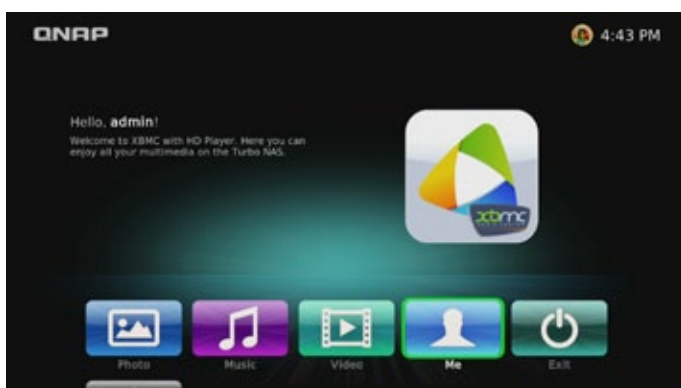 QNAP
4:43 PM
Hello, admin!
Welcome to XBMC with HD Player. Here you can
enjoy all your multimedia on the Turbo NAS.
xbmc
Photo
Music
Video
Me
Exit